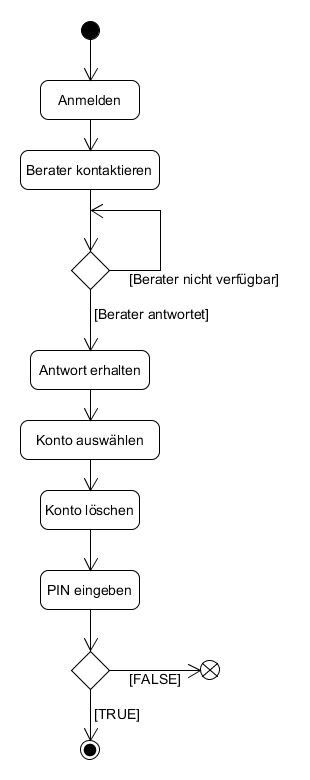 Anmelden
Berater kontaktieren
[Berater nicht verfügbar]
[Berater antwortet]
Antwort erhalten
Konto auswählen
Konto löschen
PIN eingeben
[FALSE]
[TRUE]